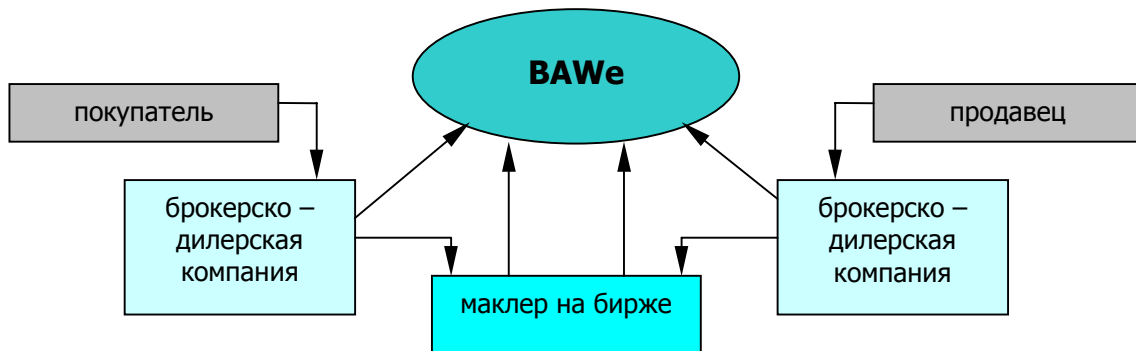 BAWe
покупатель
продавец
брокерско –
дилерская
компания
брокерско –
дилерская
компания
маклер на бирже